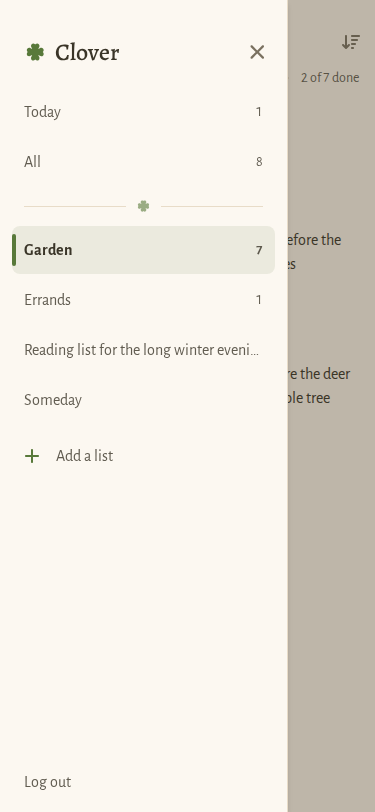 Clover
2 of 7 done
Today 1
All 8
efore the
es
Garden 7
Errands 1
Reading list for the long winter eveni…
re the deer
ple tree
Someday
Add a list
Log out